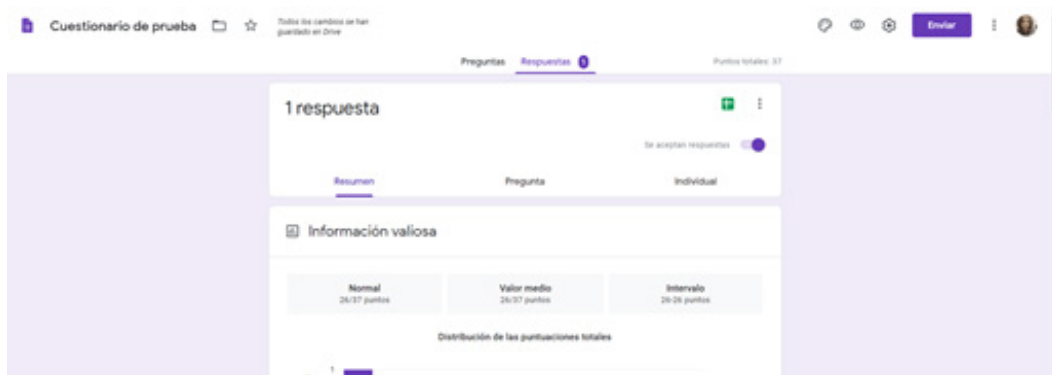 Cuestionario de prueba
Todos los cambios se han
guardado en Drive
Enviar
Preguntas Respuestas 1
Puntos totales: 37
1 respuesta
Se aceptan respuestas
Resumen Pregunta Individual
Información valiosa
Normal Valor medio Intervalo
26/37 puntos 26/37 puntos 26-26 puntos
Distribución de las puntuaciones totales
1